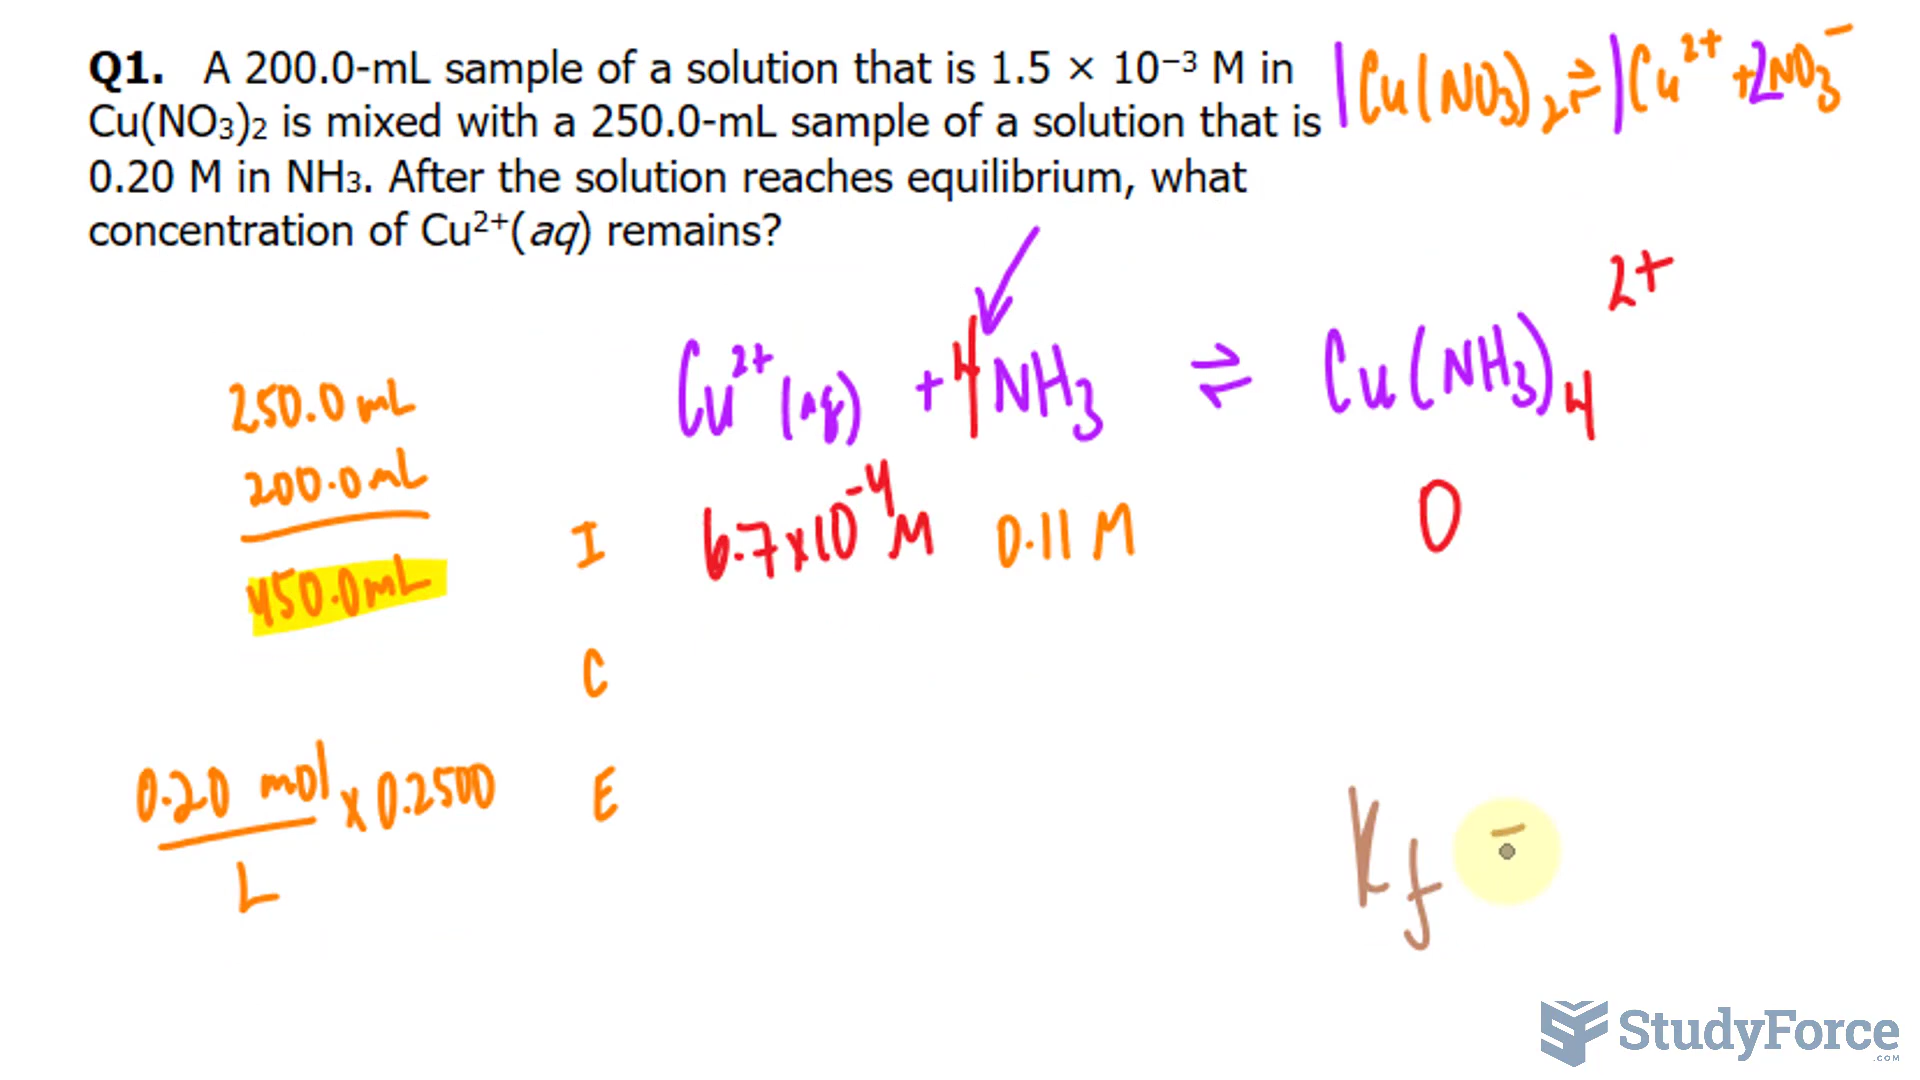 Q1. A 200.0-mL sample of a solution that is 1.5 × 10⁻³ M in
Cu(NO₃)₂ is mixed with a 250.0-mL sample of a solution that is
0.20 M in NH₃. After the solution reaches equilibrium, what
concentration of Cu²⁺(aq) remains?
1Cu(NO₃)₂ ⇌ 1Cu²⁺ + 2NO₃⁻
Cu²⁺(aq) + 4NH₃ ⇌ Cu(NH₃)₄²⁺
250.0 mL
200.0 mL
450.0 mL
I 6.7×10⁻⁴ M 0.11 M 0
C
E
0.20 mol/L × 0.2500
Kf =
StudyForce
.COM